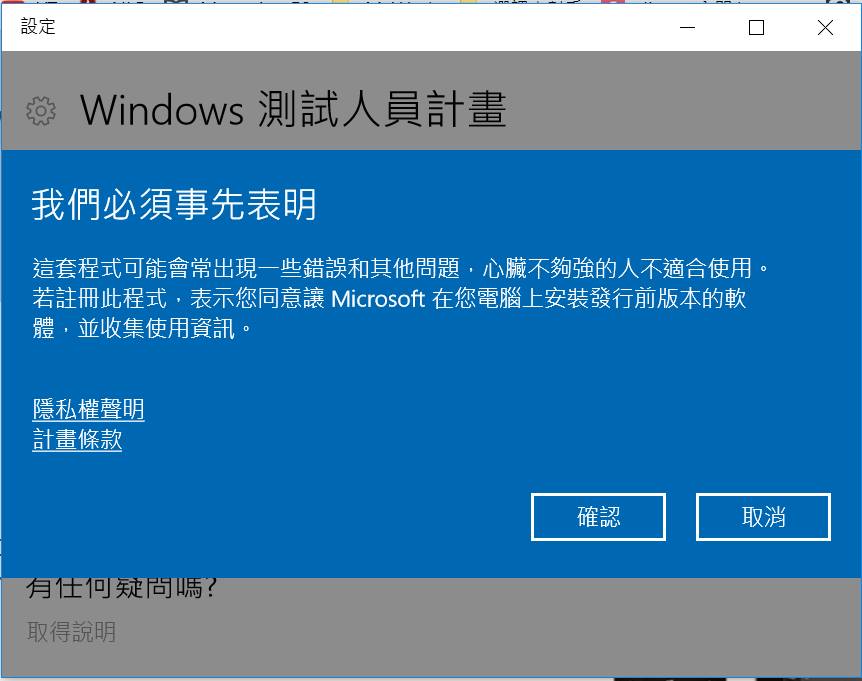 設定
Windows 測試人員計畫
我們必須事先表明
這套程式可能會常出現一些錯誤和其他問題，心臟不夠強的人不適合使用。
若註冊此程式，表示您同意讓 Microsoft 在您電腦上安裝發行前版本的軟
體，並收集使用資訊。
隱私權聲明
計畫條款
確認
取消
有任何疑問嗎?
取得說明